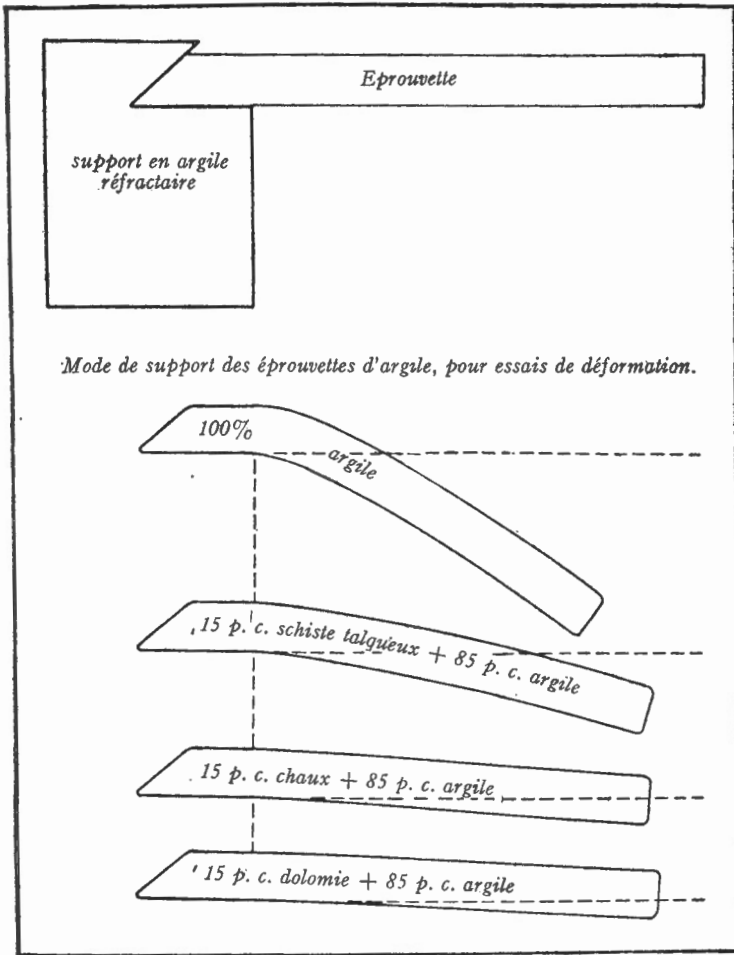 Eprouvette
support en argile
réfractaire
Mode de support des éprouvettes d'argile, pour essais de déformation.
100%
argile
15 p. c. schiste talqueux + 85 p. c. argile
15 p. c. chaux + 85 p. c. argile
15 p. c. dolomie + 85 p. c. argile